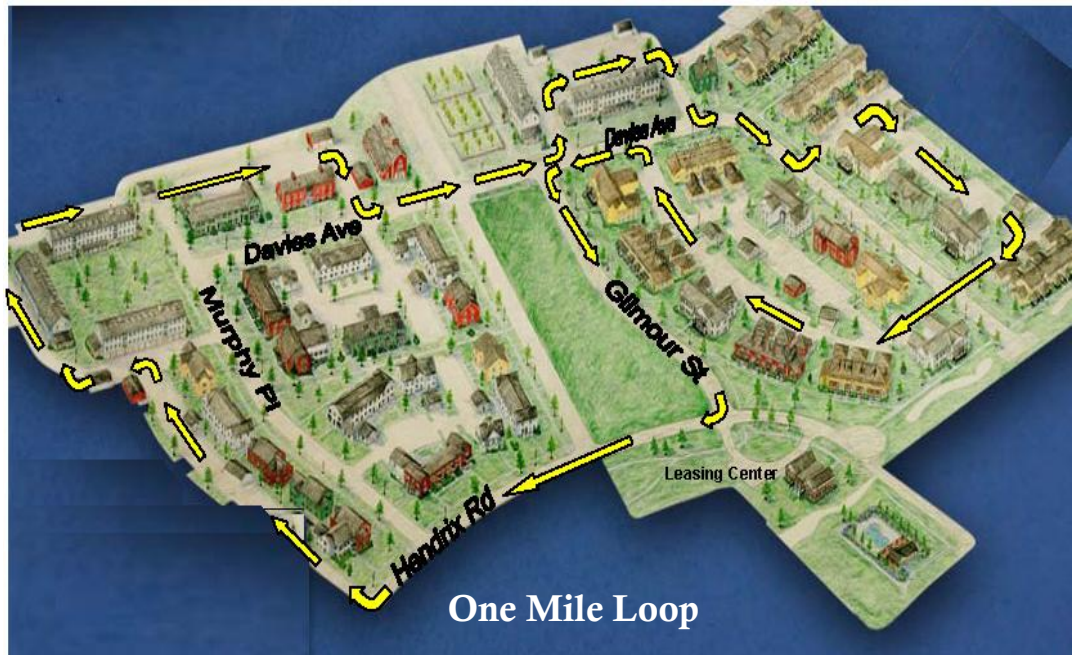 Davies Ave
Davies Ave
Murphy Pl
Gilmour St
Hendrix Rd
Leasing Center
One Mile Loop